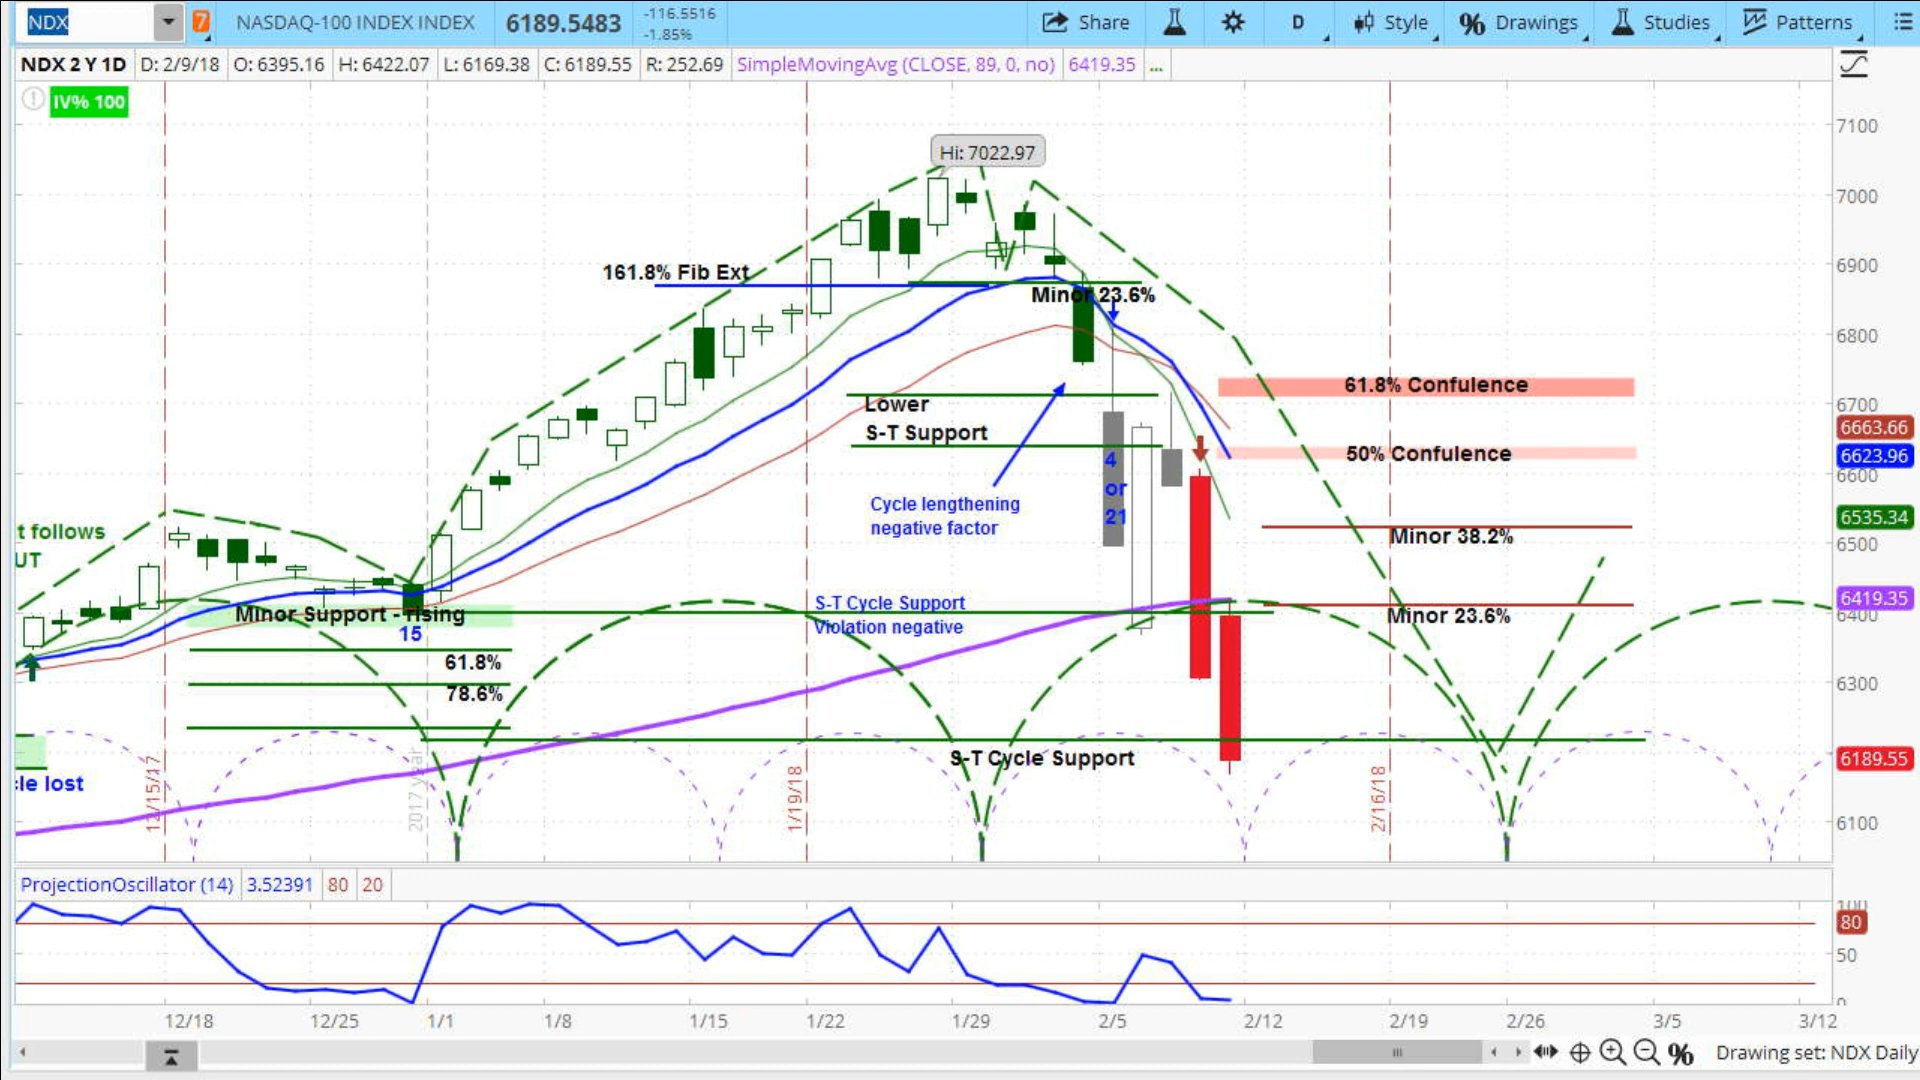 NDX
7
NASDAQ-100 INDEX INDEX
6189.5483
-116.5516
-1.85%
Share
D
Style
% Drawings
Studies
Patterns
NDX 2 Y 1D
D: 2/9/18
O: 6395.16
H: 6422.07
L: 6169.38
C: 6189.55
R: 252.69
SimpleMovingAvg (CLOSE, 89, 0, no)
6419.35
...
IV% 100
7100
Hi: 7022.97
7000
6900
161.8% Fib Ext
Minor 23.6%
6800
61.8% Confulence
Lower
S-T Support
6700
6663.66
50% Confulence
6623.96
6600
4
or
21
Cycle lengthening
negative factor
6535.34
t follows
UT
Minor 38.2%
6500
S-T Cycle Support
Violation negative
6419.35
6400
Minor Support - rising
15
Minor 23.6%
61.8%
78.6%
6300
S-T Cycle Support
6189.55
cle lost
12/15/17
2017 year
1/19/18
2/16/18
6100
ProjectionOscillator (14)
3.52391
80
20
100
80
50
0
12/18
12/25
1/1
1/8
1/15
1/22
1/29
2/5
2/12
2/19
2/26
3/5
3/12
%
Drawing set: NDX Daily